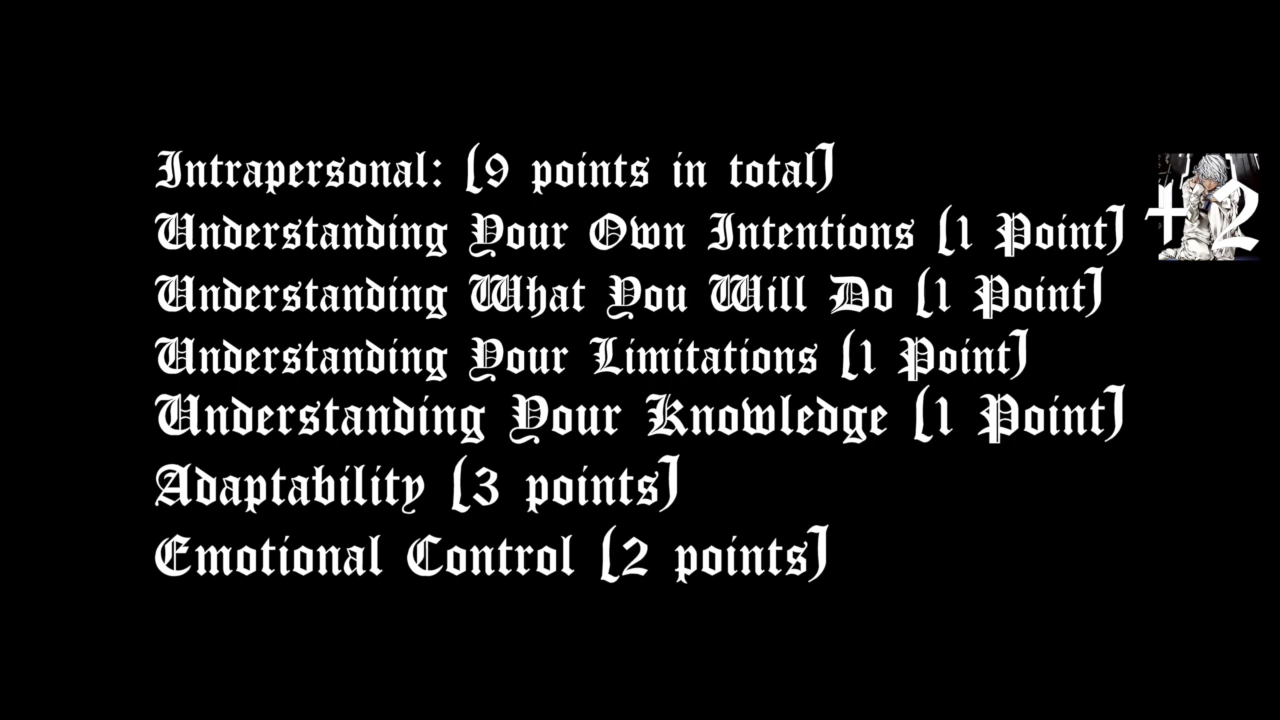 Intrapersonal: [9 points in total]
Understanding Your Own Intentions [1 Point] +2
Understanding What You Will Do [1 Point]
Understanding Your Limitations [1 Point]
Understanding Your Knowledge [1 Point]
Adaptability [3 points]
Emotional Control [2 points]